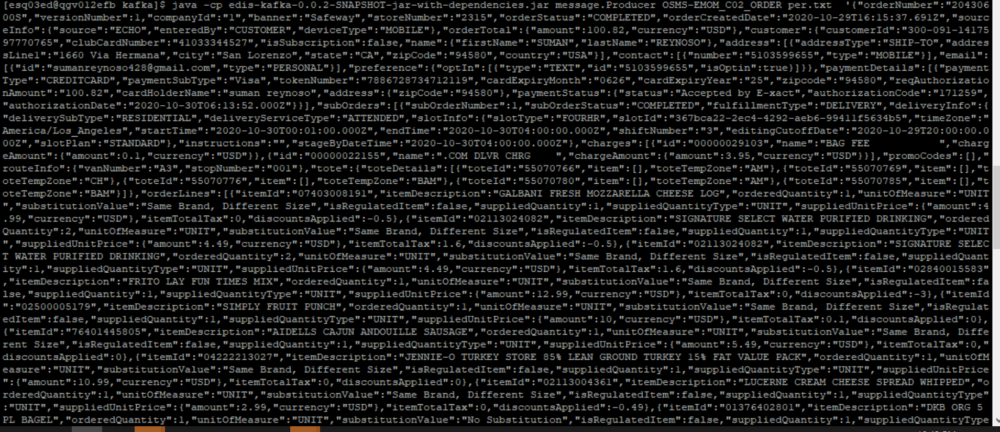 [esq03ed@qgv012efb kafka]$ java -cp edis-kafka-0.0.2-SNAPSHOT-jar-with-dependencies.jar message.Producer OSMS-EMOM_C02_ORDER per.txt  '{"orderNumber":"204306
00S","versionNumber":1,"companyId":"1","banner":"Safeway","storeNumber":"2315","orderStatus":"COMPLETED","orderCreatedDate":"2020-10-29T16:15:37.691Z","sourc
eInfo":{"source":"ECHO","enteredBy":"CUSTOMER","deviceType":"MOBILE"},"orderTotal":{"amount":100.82,"currency":"USD"},"customer":{"customerId":"300-091-14175
97770765","clubCardNumber":"41033344527","isSubscription":false,"name":{"firstName":"SUMAN","lastName":"REYNOSO"},"address":[{"addressType":"SHIP-TO","addres
sLine1":"1660 Via Hermana","city":"San Lorenzo","state":"CA","zipCode":"94580","country":"USA"}],"contact":[{"number":"5103599655","type":"MOBILE"}],"email":
[{"id":"sumanreynoso428@gmail.com","type":"PERSONAL"}],"preference":{"optIn":[{"type":"TEXT","id":"5103599655","isOptin":true}]}},"paymentDetails":[{"payment
Type":"CREDITCARD","paymentSubType":"Visa","tokenNumber":"7886728734712119","cardExpiryMonth":"0626","cardExpiryYear":"25","zipcode":"94580","reqAuthorizatio
nAmount":"100.82","cardHolderName":"suman reynoso","address":{"zipCode":"94580"},"paymentStatus":{"status":"Accepted by E-xact","authorizationCode":"171259",
"authorizationDate":"2020-10-30T06:13:52.000Z"}}],"subOrders":[{"subOrderNumber":1,"subOrderStatus":"COMPLETED","fulfillmentType":"DELIVERY","deliveryInfo":{
"deliverySubType":"RESIDENTIAL","deliveryServiceType":"ATTENDED","slotInfo":{"slotType":"FOURHR","slotId":"367bca22-2ec4-4292-aeb6-99411f5634b5","timeZone":"
America/Los_Angeles","startTime":"2020-10-30T00:01:00.000Z","endTime":"2020-10-30T04:00:00.000Z","shiftNumber":"3","editingCutoffDate":"2020-10-29T20:00:00.0
00Z","slotPlan":"STANDARD"},"instructions":"","stageByDateTime":"2020-10-30T04:00:00.000Z"},"charges":[{"id":"00000029103","name":"BAG FEE           ","charg
eAmount":{"amount":0.1,"currency":"USD"}},{"id":"00000022155","name":".COM DLVR CHRG    ","chargeAmount":{"amount":3.95,"currency":"USD"}}],"promoCodes":[],"
routeInfo":{"vanNumber":"A3","stopNumber":"001"},"tote":{"toteDetails":[{"toteId":"55070766","item":[],"toteTempZone":"AM"},{"toteId":"55070769","item":[],"t
oteTempZone":"CH"},{"toteId":"55070776","item":[],"toteTempZone":"BAM"},{"toteId":"55070780","item":[],"toteTempZone":"AM"},{"toteId":"55070785","item":[],"t
oteTempZone":"BAM"}]},"orderLines":[{"itemId":"07403008191","itemDescription":"GALBANI  FRESH MOZZARELLA CHEESE LOG","orderedQuantity":1,"unitOfMeasure":"UNIT
","substitutionValue":"Same Brand, Different Size","isRegulatedItem":false,"suppliedQuantity":1,"suppliedQuantityType":"UNIT","suppliedUnitPrice":{"amount":4
.99,"currency":"USD"},"itemTotalTax":0,"discountsApplied":-0.5},{"itemId":"02113024082","itemDescription":"SIGNATURE SELECT WATER PURIFIED DRINKING","ordered
Quantity":2,"unitOfMeasure":"UNIT","substitutionValue":"Same Brand, Different Size","isRegulatedItem":false,"suppliedQuantity":1,"suppliedQuantityType":"UNIT
","suppliedUnitPrice":{"amount":4.49,"currency":"USD"},"itemTotalTax":1.6,"discountsApplied":-0.5},{"itemId":"02113024082","itemDescription":"SIGNATURE SELEC
T WATER PURIFIED DRINKING","orderedQuantity":2,"unitOfMeasure":"UNIT","substitutionValue":"Same Brand, Different Size","isRegulatedItem":false,"suppliedQuant
ity":1,"suppliedQuantityType":"UNIT","suppliedUnitPrice":{"amount":4.49,"currency":"USD"},"itemTotalTax":1.6,"discountsApplied":-0.5},{"itemId":"02840015583"
,"itemDescription":"FRITO LAY FUN TIMES MIX","orderedQuantity":1,"unitOfMeasure":"UNIT","substitutionValue":"Same Brand, Different Size","isRegulatedItem":fa
lse,"suppliedQuantity":1,"suppliedQuantityType":"UNIT","suppliedUnitPrice":{"amount":12.99,"currency":"USD"},"itemTotalTax":0,"discountsApplied":-3},{"itemId
":"02500005179","itemDescription":"SIMPLY FRUIT PUNCH","orderedQuantity":1,"unitOfMeasure":"UNIT","substitutionValue":"Same Brand, Different Size","isRegulat
edItem":false,"suppliedQuantity":1,"suppliedQuantityType":"UNIT","suppliedUnitPrice":{"amount":10,"currency":"USD"},"itemTotalTax":0.1,"discountsApplied":0},
{"itemId":"76401445805","itemDescription":"AIDELLS CAJUN ANDOUILLE SAUSAGE","orderedQuantity":1,"unitOfMeasure":"UNIT","substitutionValue":"Same Brand, Diffe
rent Size","isRegulatedItem":false,"suppliedQuantity":1,"suppliedQuantityType":"UNIT","suppliedUnitPrice":{"amount":5.49,"currency":"USD"},"itemTotalTax":0,"
discountsApplied":0},{"itemId":"04222213027","itemDescription":"JENNIE-O TURKEY STORE 85% LEAN GROUND TURKEY 15% FAT VALUE PACK","orderedQuantity":1,"unitOfM
easure":"UNIT","substitutionValue":"Same Brand, Different Size","isRegulatedItem":false,"suppliedQuantity":1,"suppliedQuantityType":"UNIT","suppliedUnitPrice
":{"amount":10.99,"currency":"USD"},"itemTotalTax":0,"discountsApplied":0},{"itemId":"02113004361","itemDescription":"LUCERNE CREAM CHEESE SPREAD WHIPPED","o
rderedQuantity":1,"unitOfMeasure":"UNIT","substitutionValue":"Same Brand, Different Size","isRegulatedItem":false,"suppliedQuantity":1,"suppliedQuantityType"
:"UNIT","suppliedUnitPrice":{"amount":2.99,"currency":"USD"},"itemTotalTax":0,"discountsApplied":-0.49},{"itemId":"01376402801","itemDescription":"DKB ORG 5
PL BAGEL","orderedQuantity":1,"unitOfMeasure":"UNIT","substitutionValue":"No Substitution","isRegulatedItem":false,"suppliedQuantity":1,"suppliedQuantityType